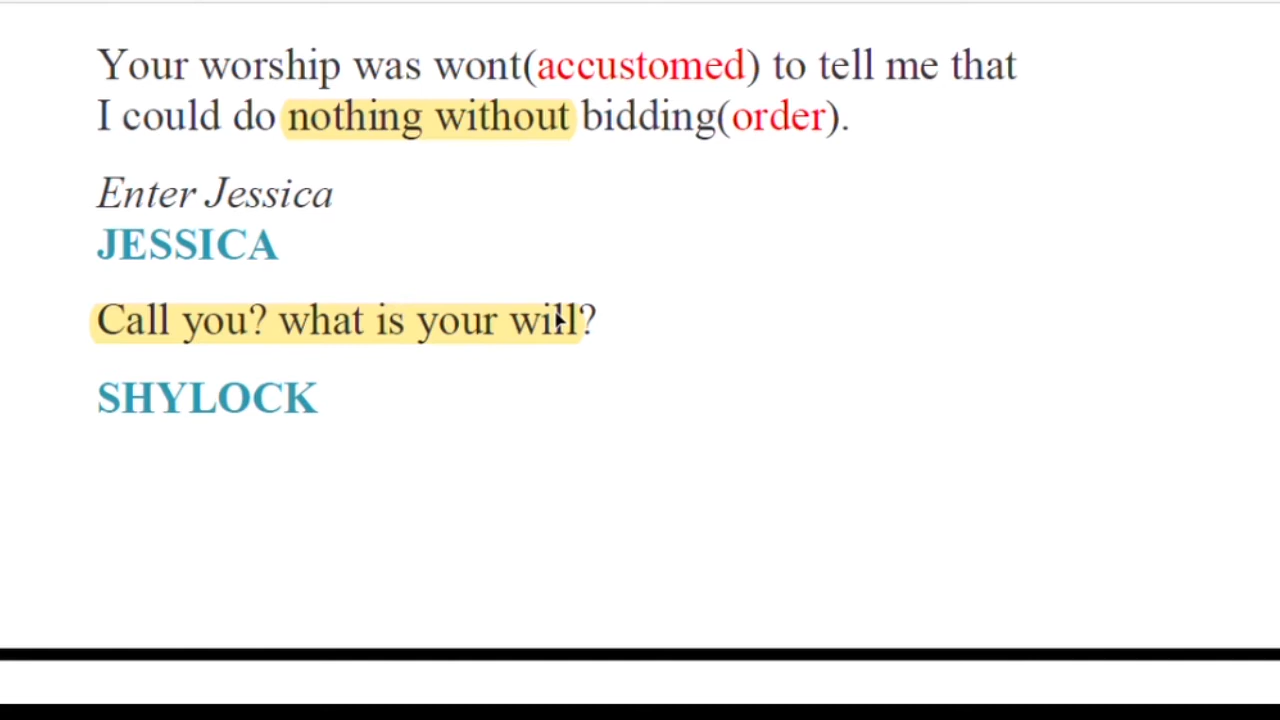 Your worship was wont(accustomed) to tell me that
I could do nothing without bidding(order).
Enter Jessica
JESSICA
Call you? what is your will?
SHYLOCK